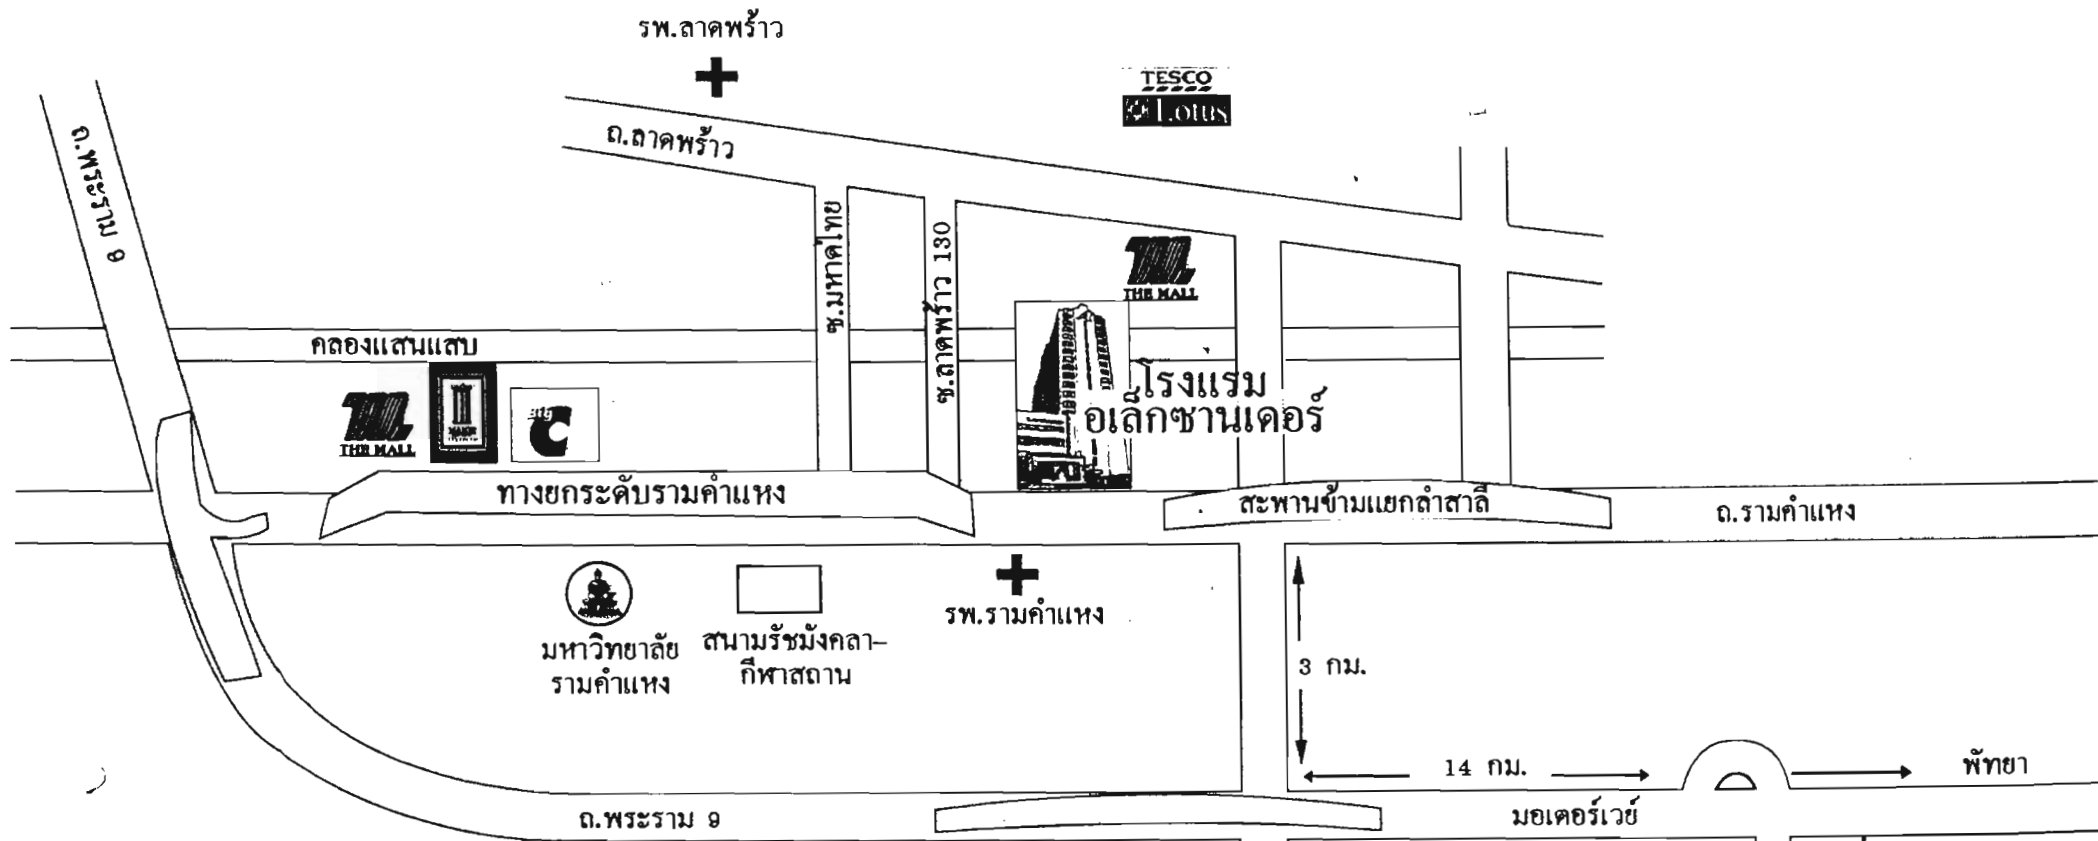 รพ.ลาดพร้าว
TESCO
Lotus
ถ.ลาดพร้าว
ถ.พระราม 9
ซ.มหาดไทย
ซ.ลาดพร้าว 130
THE MALL
คลองแสนแสบ
โรงแรม
อเล็กซานเดอร์
THE MALL
MAJOR
Big
C
ทางยกระดับรามคำแหง
สะพานข้ามแยกลำสาลี
ถ.รามคำแหง
มหาวิทยาลัย
รามคำแหง
สนามรัชมังคลา-
กีฬาสถาน
รพ.รามคำแหง
3 กม.
14 กม.
พัทยา
ถ.พระราม 9
มอเตอร์เวย์